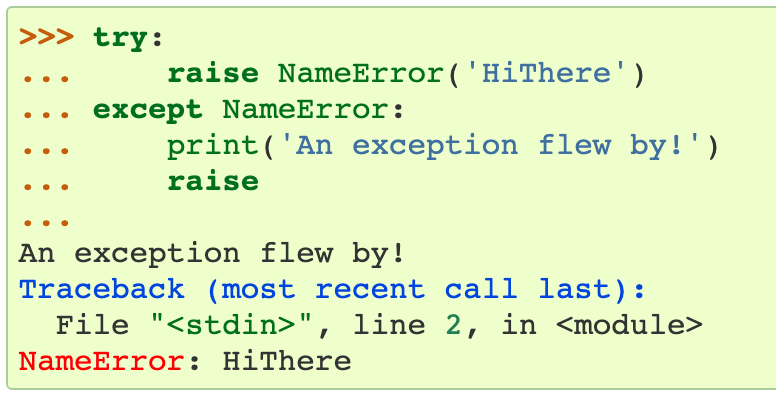 >>> try:
...     raise NameError('HiThere')
... except NameError:
...     print('An exception flew by!')
...     raise
...
An exception flew by!
Traceback (most recent call last):
  File "<stdin>", line 2, in <module>
NameError: HiThere